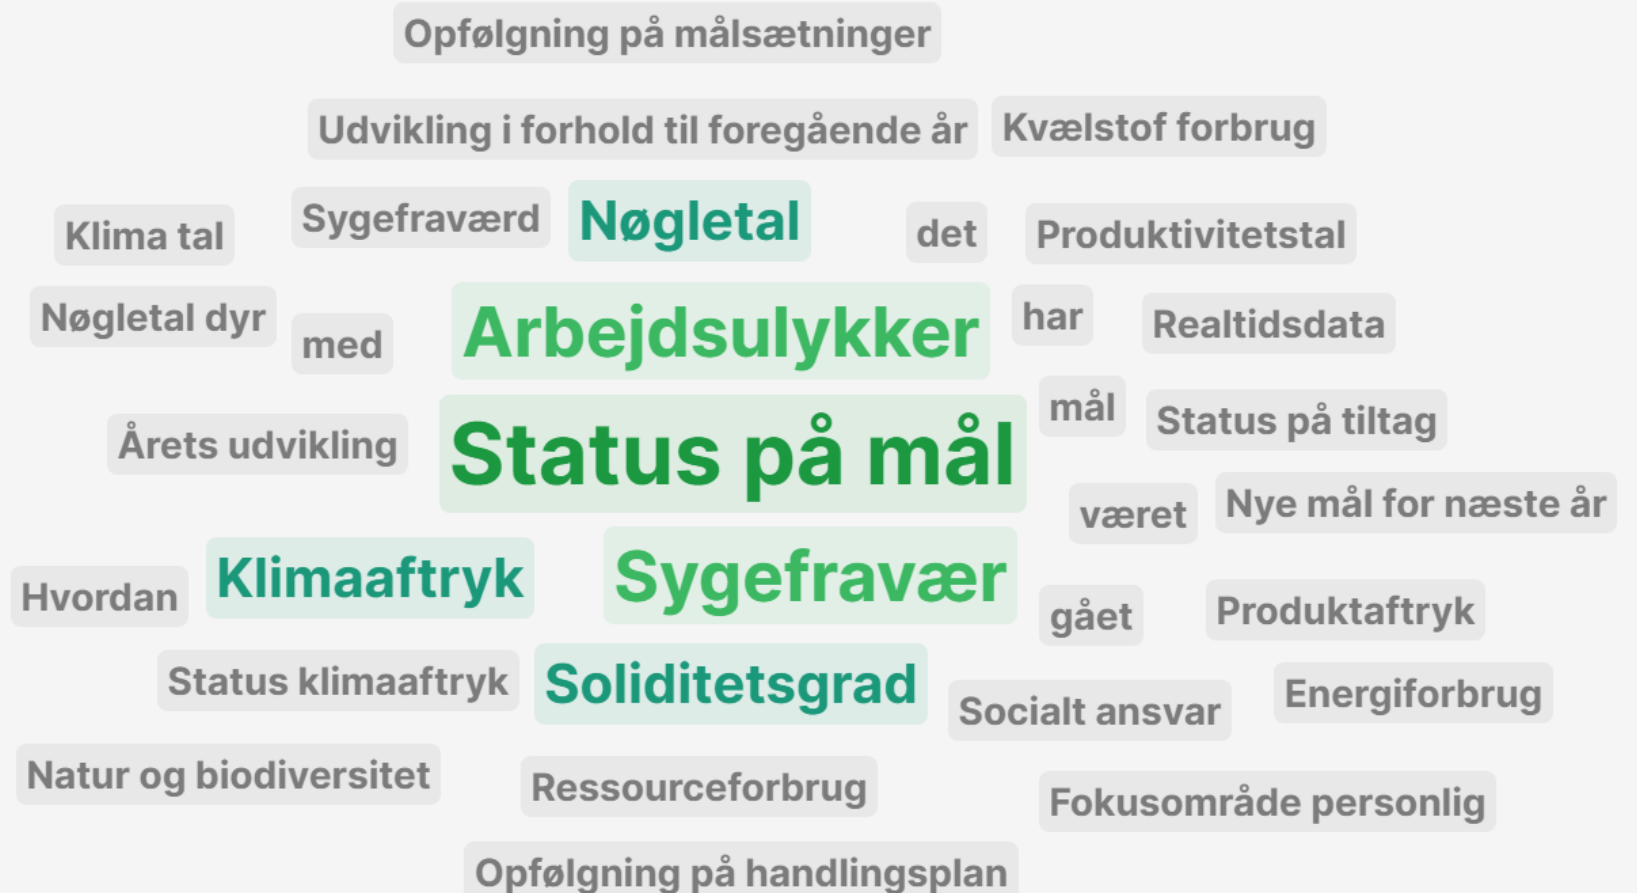 Opfølgning på målsætninger
Udvikling i forhold til foregående år
Kvælstof forbrug
Klima tal
Sygefraværd
Nøgletal
det
Produktivitetstal
Nøgletal dyr
med
Arbejdsulykker
har
Realtidsdata
Årets udvikling
Status på mål
mål
Status på tiltag
været
Nye mål for næste år
Hvordan
Klimaaftryk
Sygefravær
gået
Produktaftryk
Status klimaaftryk
Soliditetsgrad
Socialt ansvar
Energiforbrug
Natur og biodiversitet
Ressourceforbrug
Fokusområde personlig
Opfølgning på handlingsplan